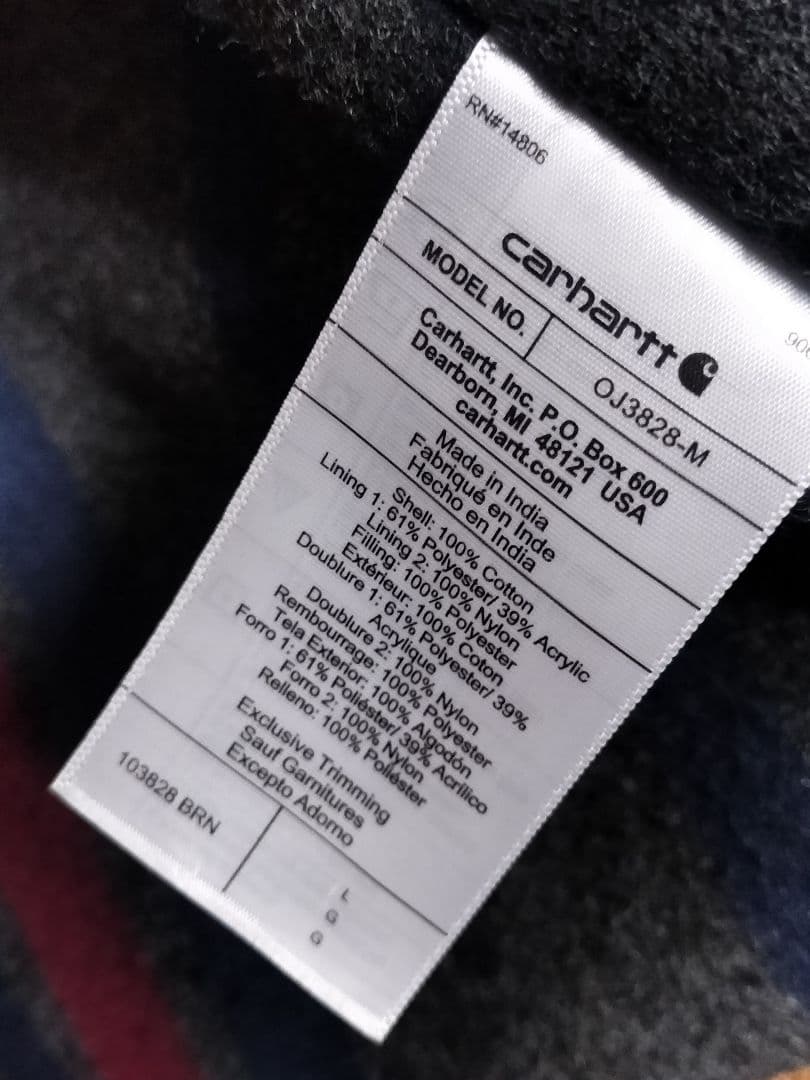 RN#14806
carhartt
MODEL NO. OJ3828-M
Carhartt, Inc. P.O. Box 600
Dearborn, MI 48121 USA
carhartt.com
Made in India
Fabriqué en Inde
Hecho en India
Shell: 100% Cotton
Lining 1: 61% Polyester/ 39% Acrylic
Lining 2: 100% Nylon
Filling: 100% Polyester
Extérieur: 100% Coton
Doublure 1: 61% Polyester/ 39%
Acrylique
Doublure 2: 100% Nylon
Rembourrage: 100% Polyester
Tela Exterior: 100% Algodón
Forro 1: 61% Poliéster/ 39% Acrilico
Forro 2: 100% Nylon
Relleno: 100% Poliéster
Exclusive Trimming
Sauf Garnitures
Excepto Adorno
103828 BRN
L
G
G